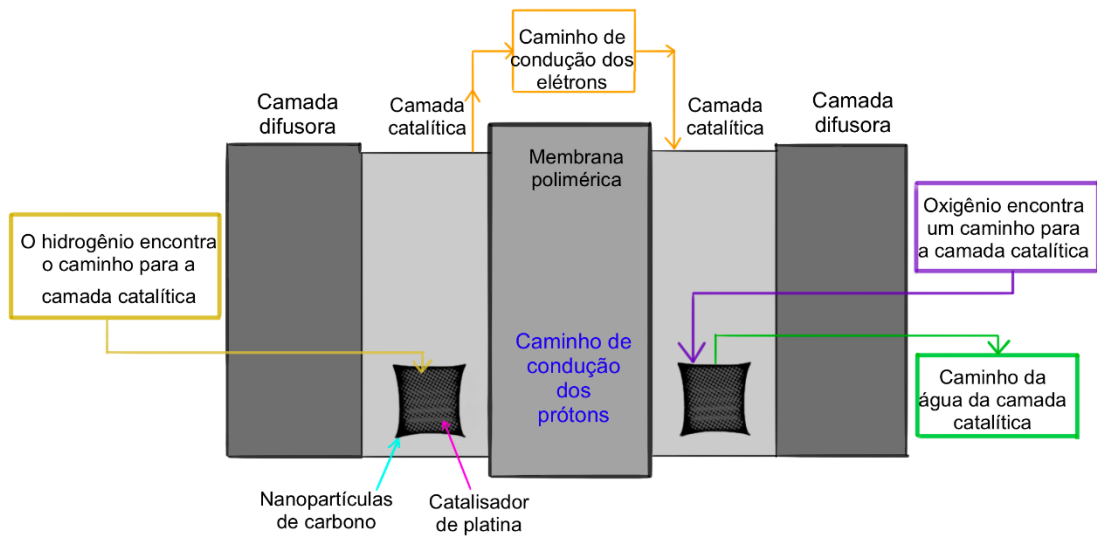 Caminho de
condução dos
elétrons
Camada
difusora
Camada
catalítica
Camada
catalítica
Camada
difusora
Membrana
polimérica
O hidrogênio encontra
o caminho para a
camada catalítica
Oxigênio encontra
um caminho para
a camada catalítica
Caminho de
condução
dos
prótons
Caminho da
água da camada
catalítica
Nanopartículas
de carbono
Catalisador
de platina